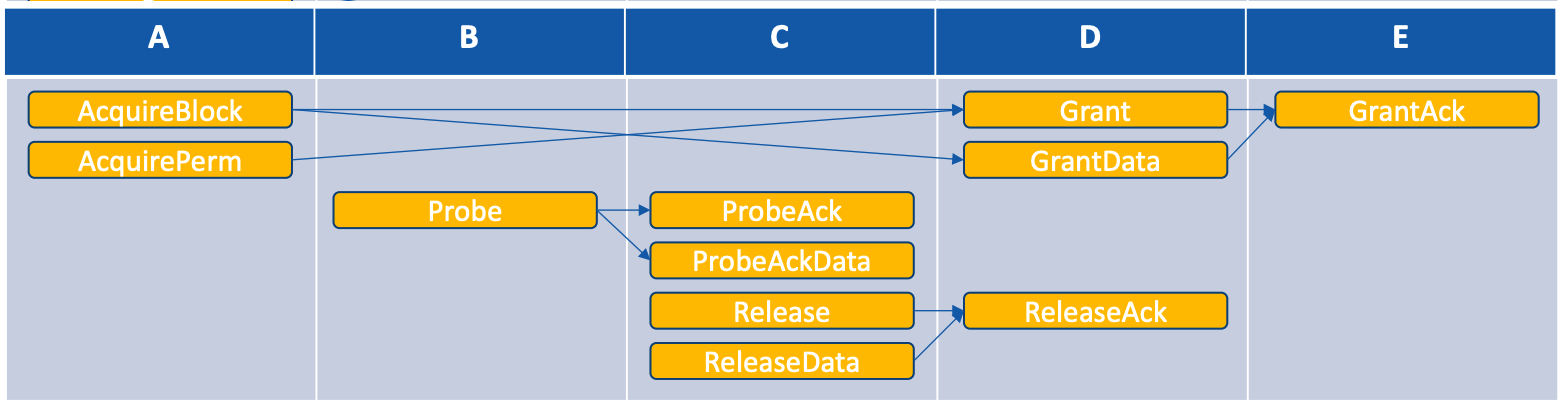 A B C D E
AcquireBlock Grant GrantAck
AcquirePerm GrantData
Probe ProbeAck
ProbeAckData
Release ReleaseAck
ReleaseData